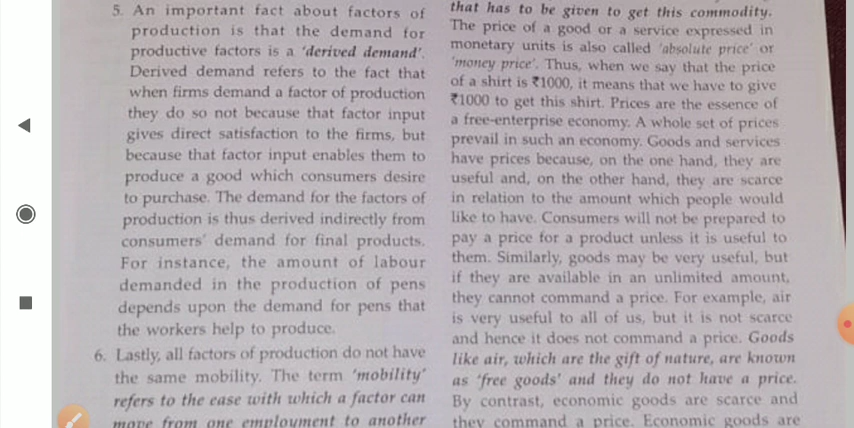 5. An important fact about factors of
production is that the demand for
productive factors is a 'derived demand'.
Derived demand refers to the fact that
when firms demand a factor of production
they do so not because that factor input
gives direct satisfaction to the firms, but
because that factor input enables them to
produce a good which consumers desire
to purchase. The demand for the factors of
production is thus derived indirectly from
consumers' demand for final products.
For instance, the amount of labour
demanded in the production of pens
depends upon the demand for pens that
the workers help to produce.
6. Lastly, all factors of production do not have
the same mobility. The term 'mobility'
refers to the ease with which a factor can
move from one employment to another
that has to be given to get this commodity.
The price of a good or a service expressed in
monetary units is also called 'absolute price' or
'money price'. Thus, when we say that the price
of a shirt is ₹1000, it means that we have to give
₹1000 to get this shirt. Prices are the essence of
a free-enterprise economy. A whole set of prices
prevail in such an economy. Goods and services
have prices because, on the one hand, they are
useful and, on the other hand, they are scarce
in relation to the amount which people would
like to have. Consumers will not be prepared to
pay a price for a product unless it is useful to
them. Similarly, goods may be very useful, but
if they are available in an unlimited amount,
they cannot command a price. For example, air
is very useful to all of us, but it is not scarce
and hence it does not command a price. Goods
like air, which are the gift of nature, are known
as 'free goods' and they do not have a price.
By contrast, economic goods are scarce and
they command a price. Economic goods are